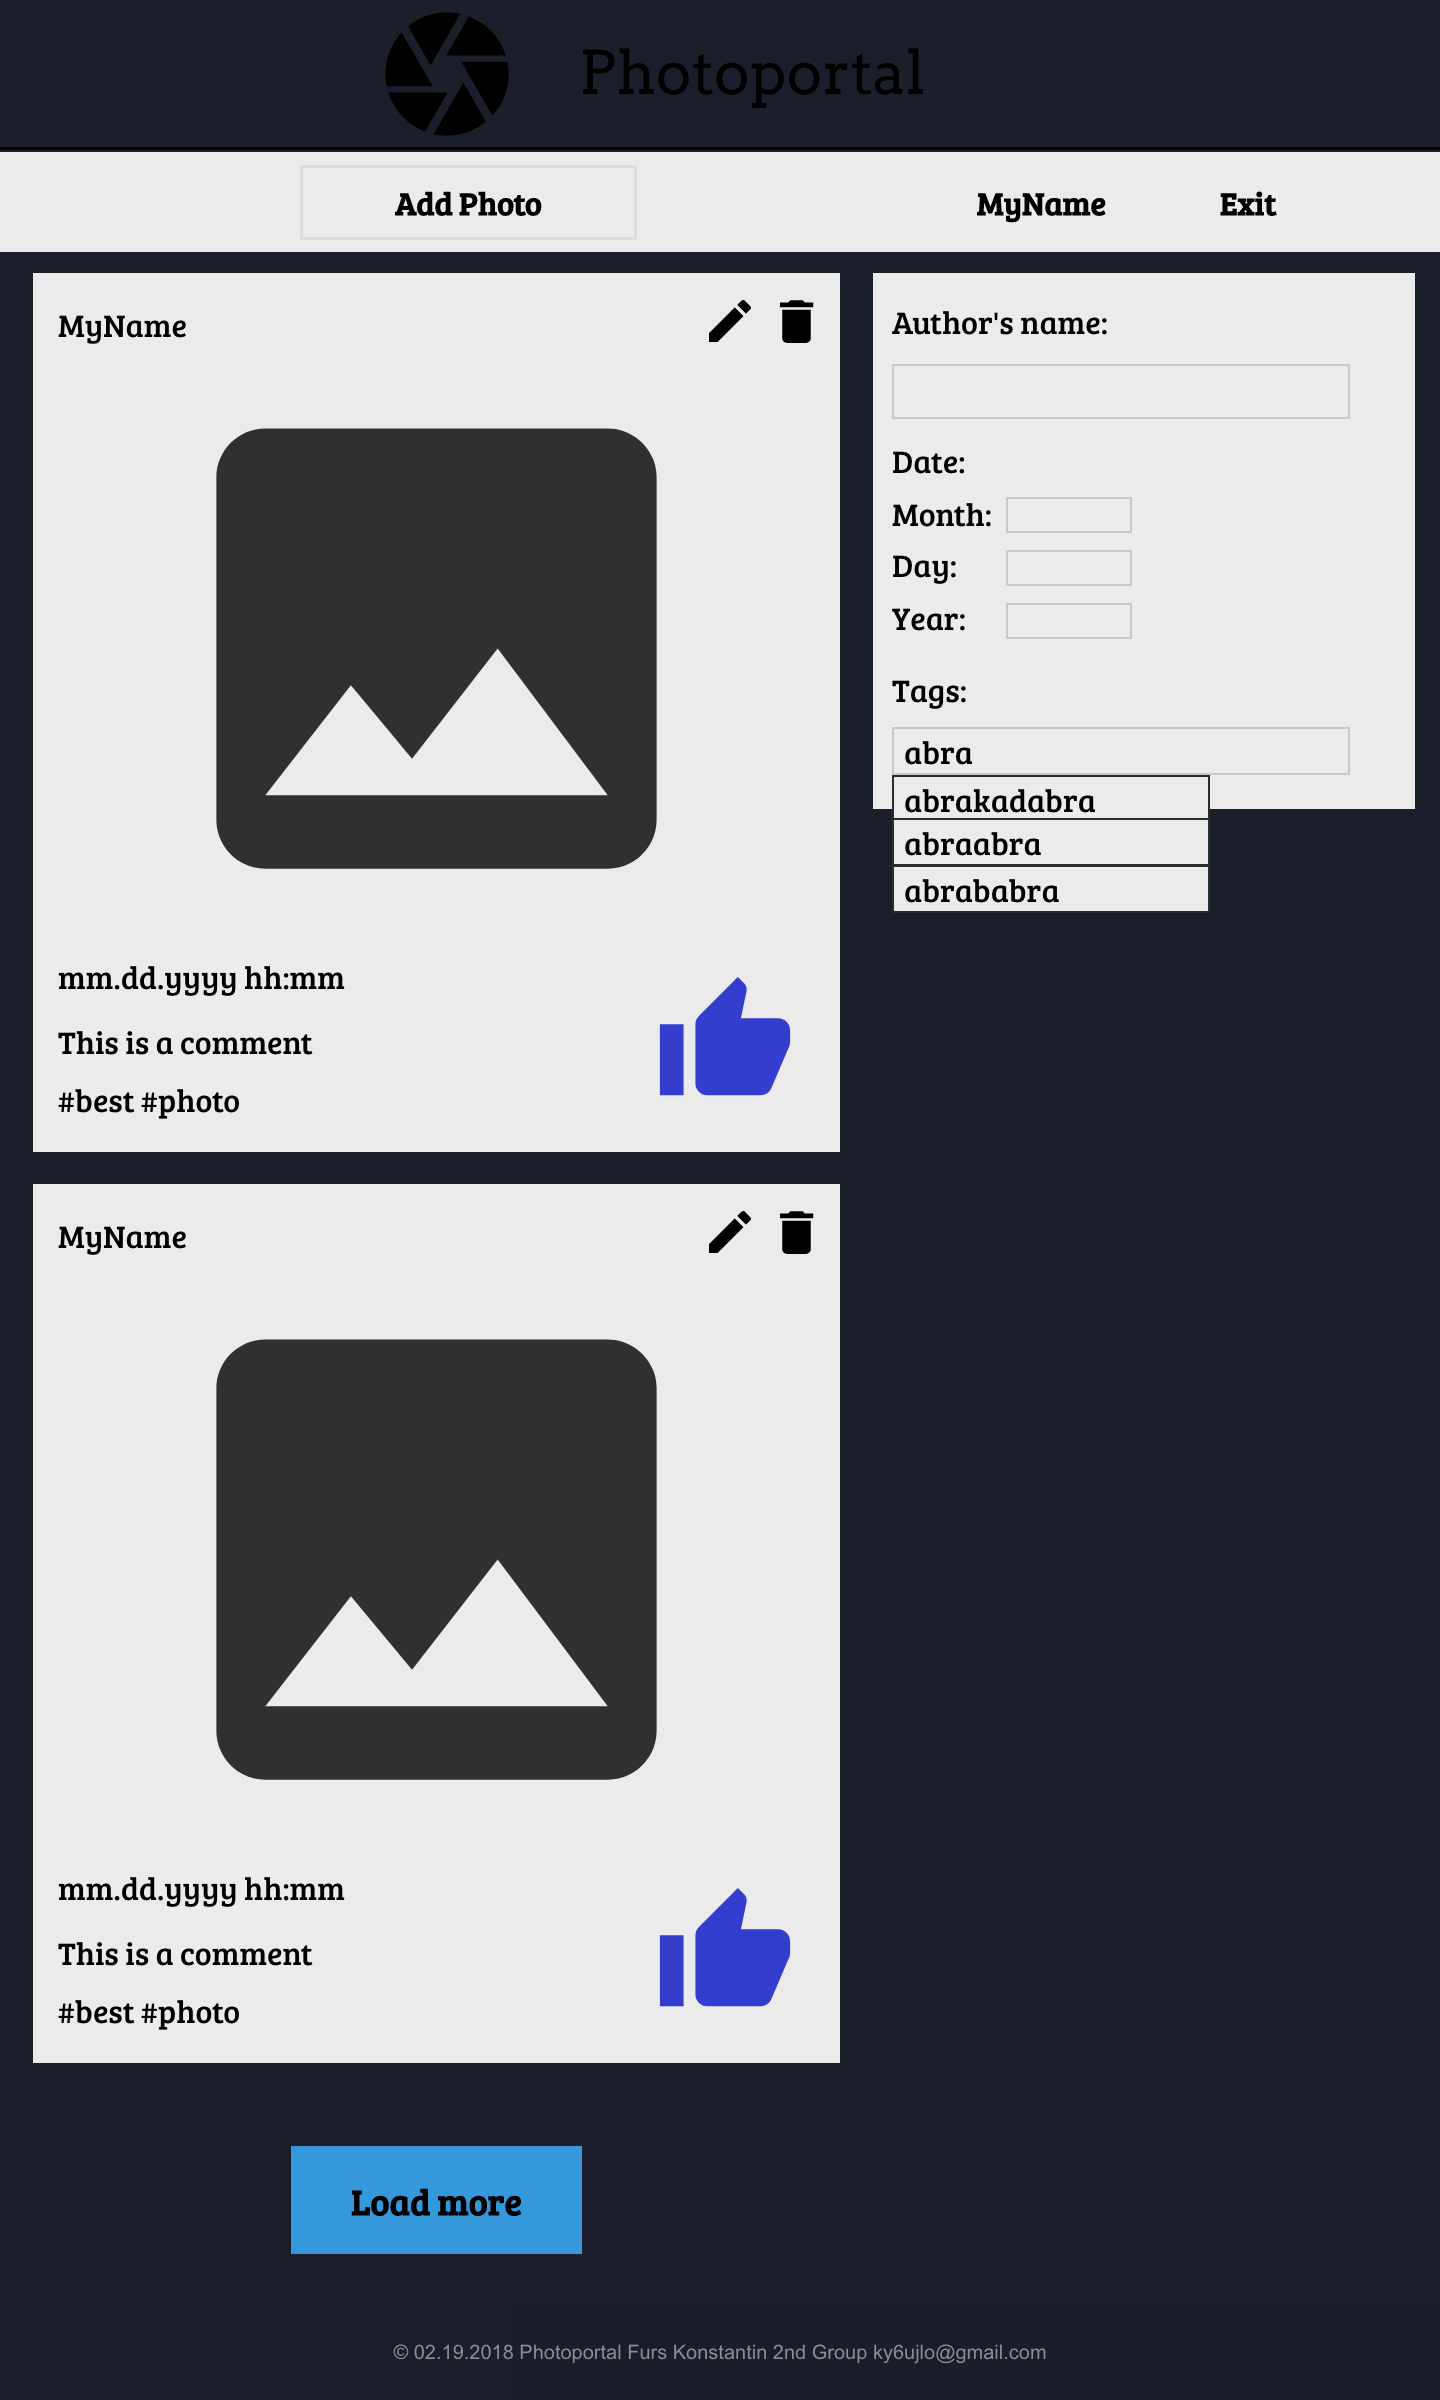 Photoportal
Add Photo
MyName
Exit
MyName
mm.dd.yyyy hh:mm
This is a comment
#best #photo
Author's name:
Date:
Month:
Day:
Year:
Tags:
abra
abrakadabra
abraabra
abrababra
MyName
mm.dd.yyyy hh:mm
This is a comment
#best #photo
Load more
© 02.19.2018 Photoportal Furs Konstantin 2nd Group ky6ujlo@gmail.com